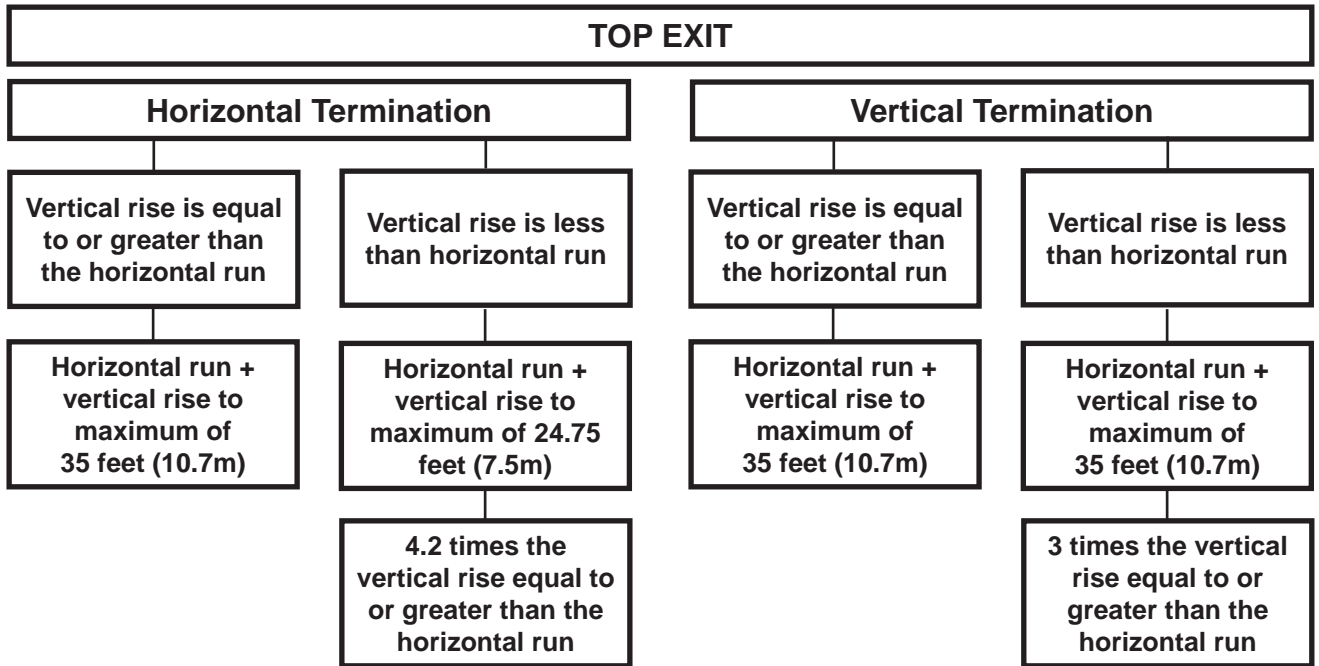 TOP EXIT
Horizontal Termination
Vertical rise is equal
to or greater than
the horizontal run
Horizontal run +
vertical rise to
maximum of
35 feet (10.7m)
Vertical rise is less
than horizontal run
Horizontal run +
vertical rise to
maximum of 24.75
feet (7.5m)
4.2 times the
vertical rise equal to
or greater than the
horizontal run
Vertical Termination
Vertical rise is equal
to or greater than
the horizontal run
Horizontal run +
vertical rise to
maximum of
35 feet (10.7m)
Vertical rise is less
than horizontal run
Horizontal run +
vertical rise to
maximum of
35 feet (10.7m)
3 times the vertical
rise equal to or
greater than the
horizontal run